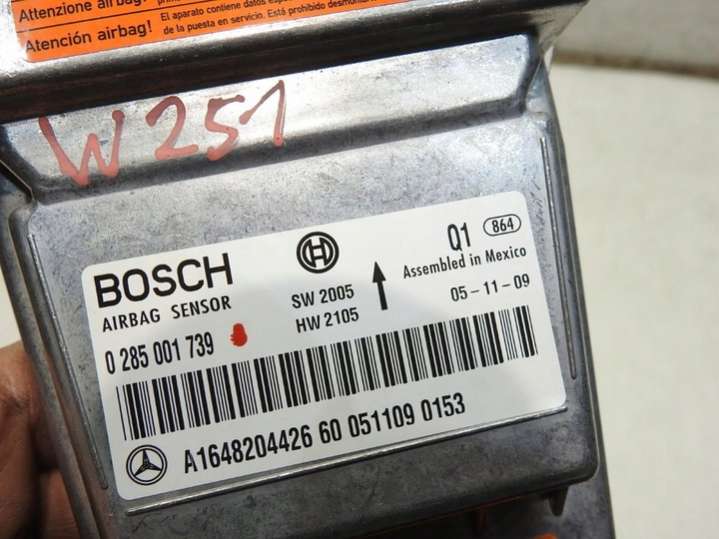 Attenzione airbag!
Atención airbag!
El aparato contiene datos espe
de la puesta en servicio. Está prohibido desmont
W251
BOSCH
AIRBAG SENSOR
0 285 001 739
SW 2005
HW 2105
Q1 864
Assembled in Mexico
05-11-09
A1648204426 60 051109 0153